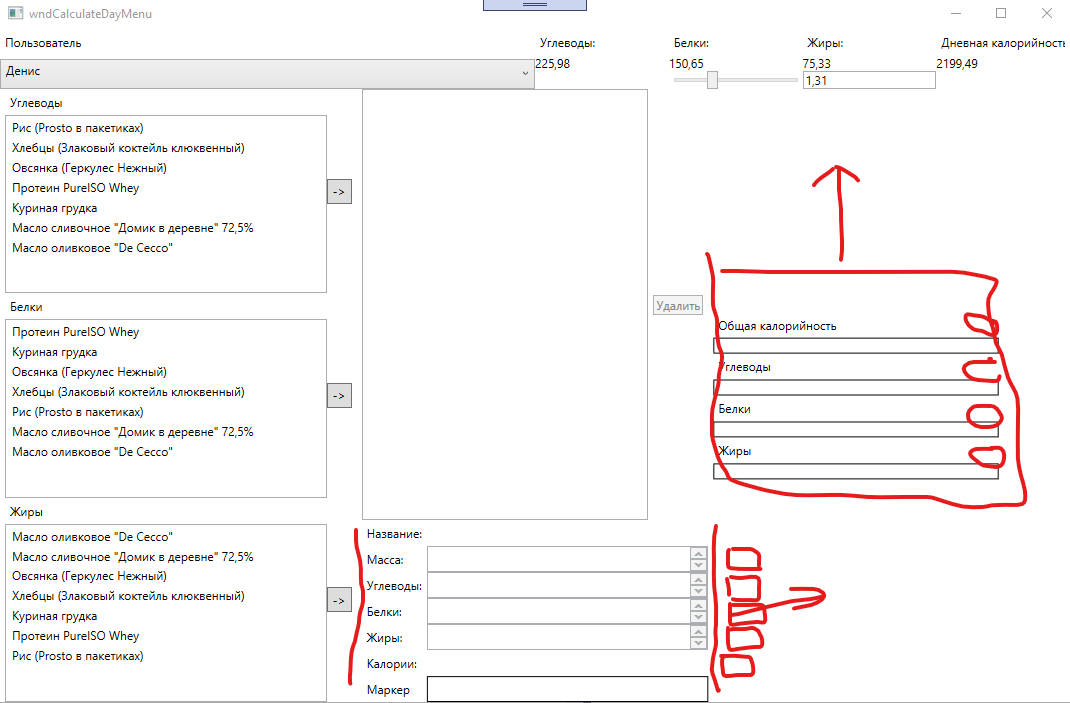 wndCalculateDayMenu
Пользователь
Углеводы:
Белки:
Жиры:
Дневная калорийность
Денис
225,98
150,65
75,33
2199,49
1,31
Углеводы
Рис (Prosto в пакетиках)
Хлебцы (Злаковый коктейль клюквенный)
Овсянка (Геркулес Нежный)
Протеин PureISO Whey
Куриная грудка
Масло сливочное "Домик в деревне" 72,5%
Масло оливковое "De Cecco"
->
Белки
Протеин PureISO Whey
Куриная грудка
Овсянка (Геркулес Нежный)
Хлебцы (Злаковый коктейль клюквенный)
Рис (Prosto в пакетиках)
Масло сливочное "Домик в деревне" 72,5%
Масло оливковое "De Cecco"
->
Жиры
Масло оливковое "De Cecco"
Масло сливочное "Домик в деревне" 72,5%
Овсянка (Геркулес Нежный)
Хлебцы (Злаковый коктейль клюквенный)
Куриная грудка
Протеин PureISO Whey
Рис (Prosto в пакетиках)
->
Удалить
Общая калорийность
Углеводы
Белки
Жиры
Название:
Масса:
Углеводы:
Белки:
Жиры:
Калории:
Маркер